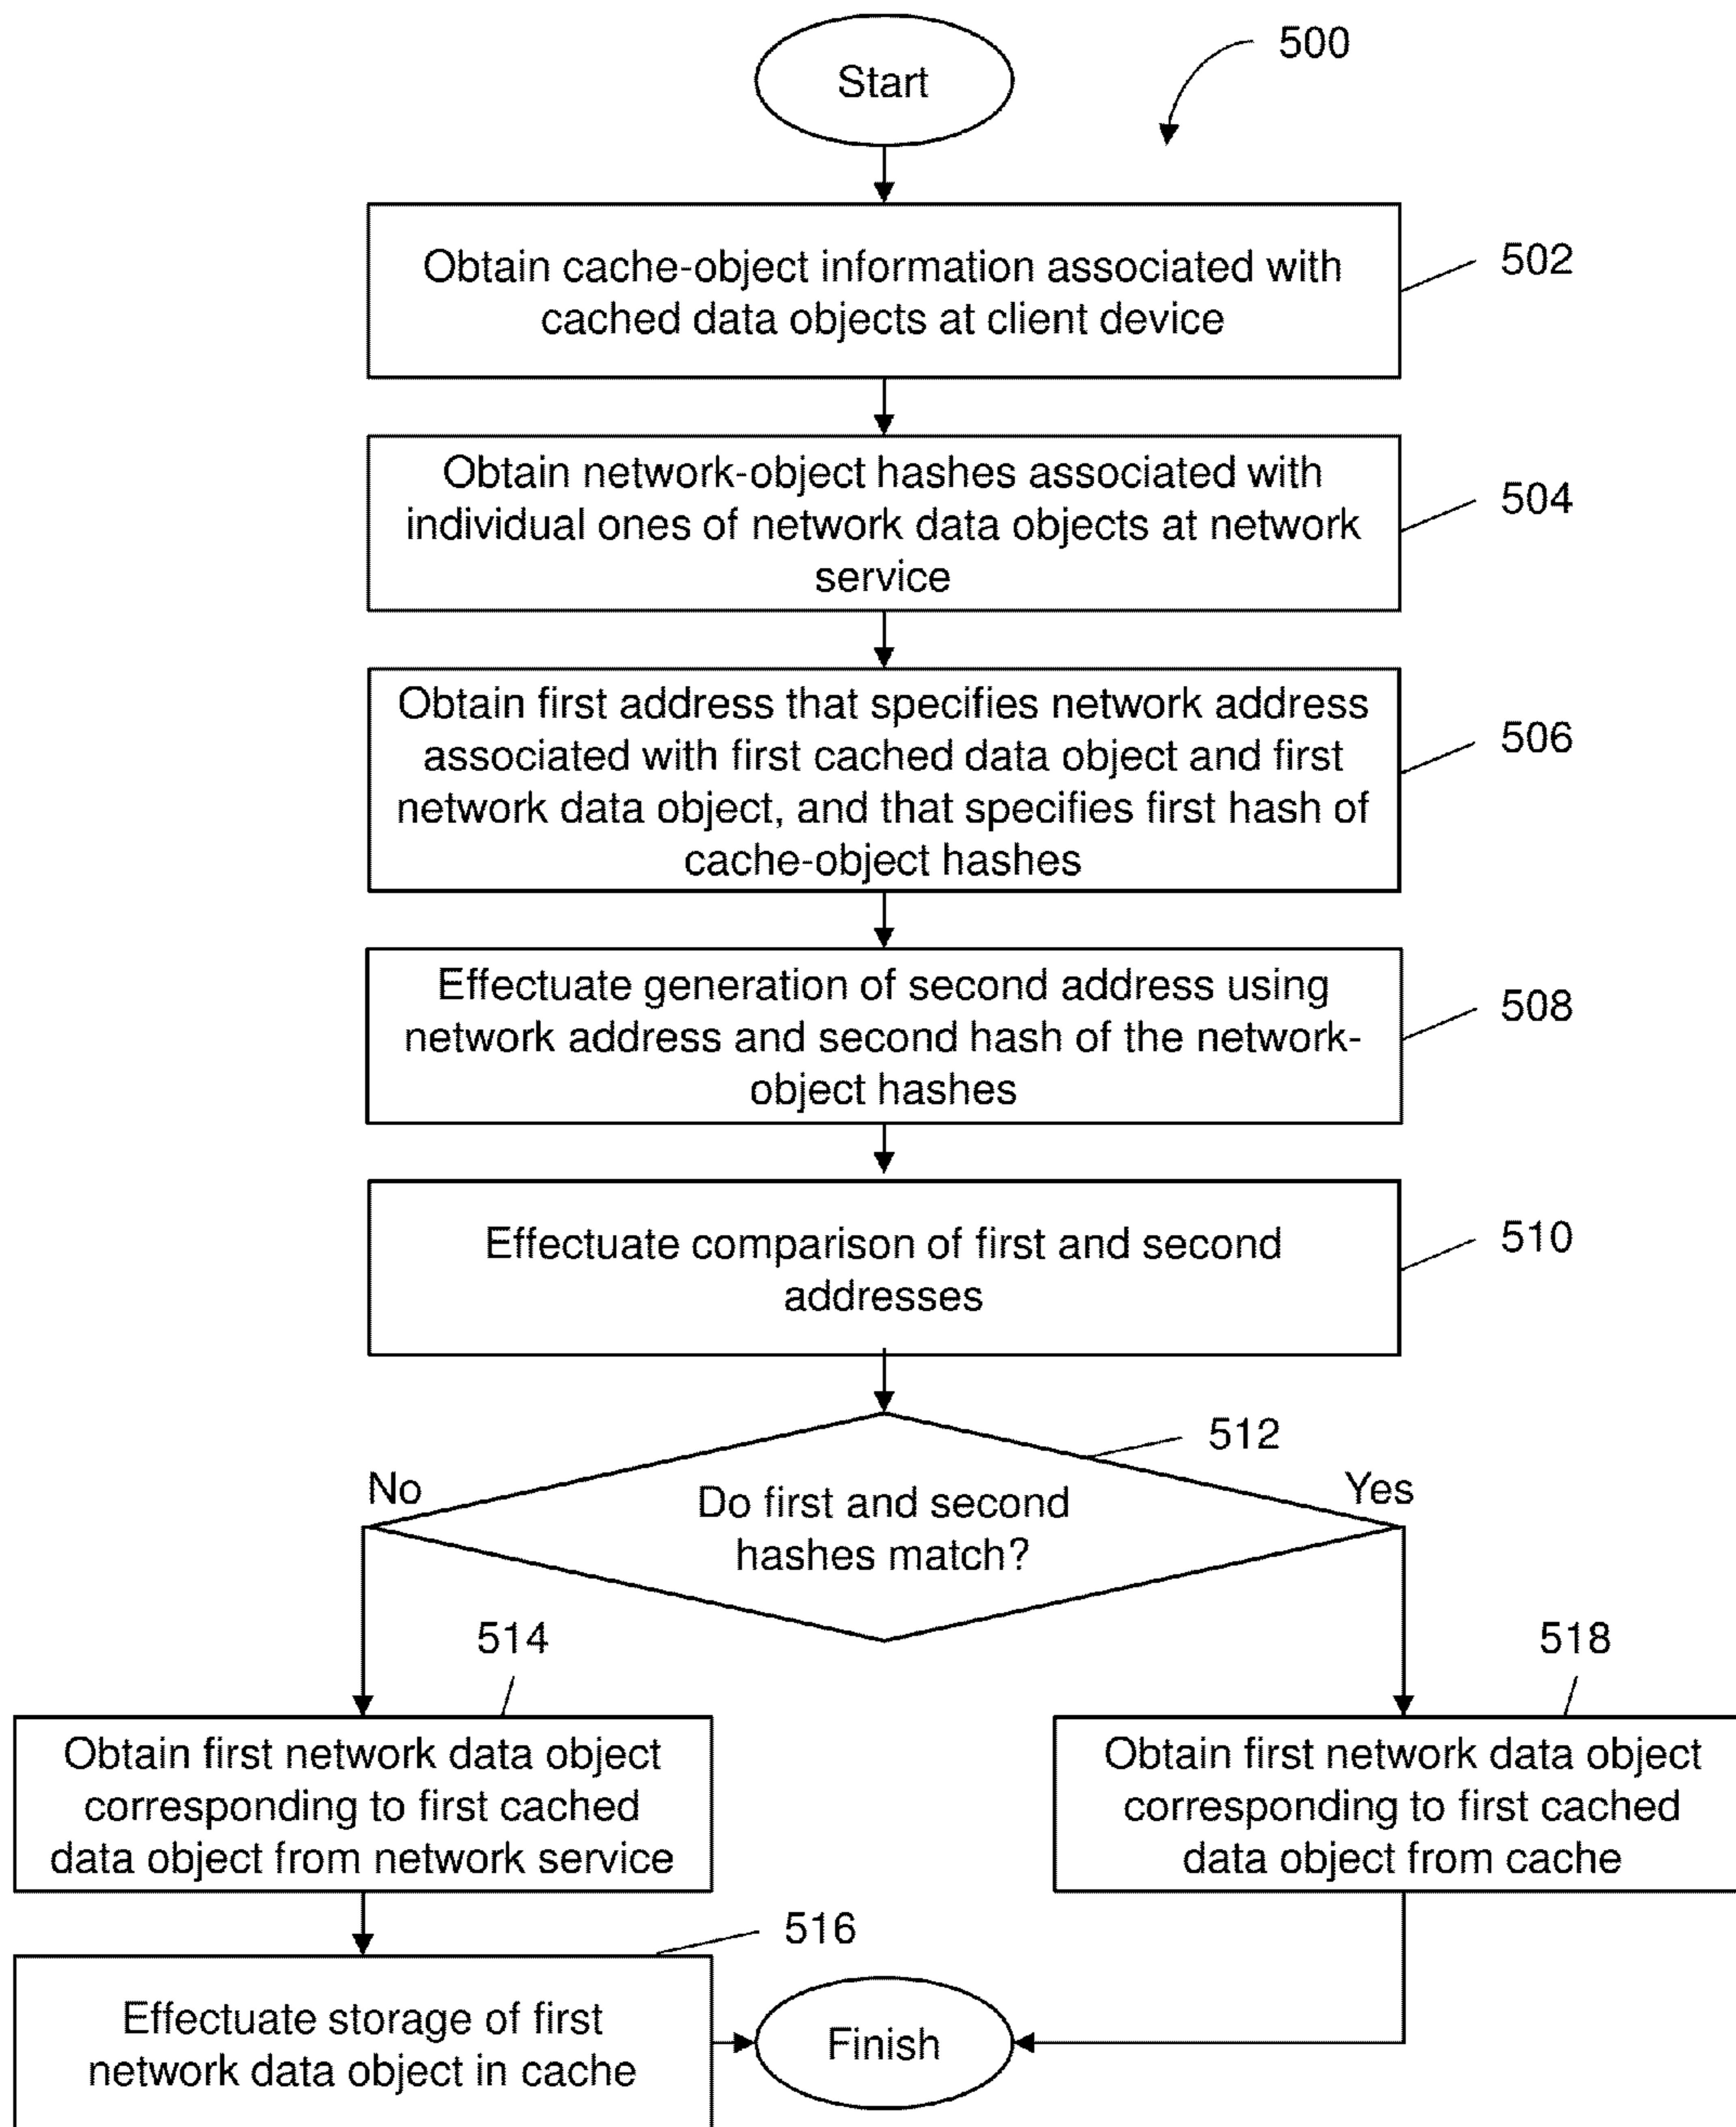 500
Start
Obtain cache-object information associated with
cached data objects at client device
502
Obtain network-object hashes associated with
individual ones of network data objects at network
service
504
Obtain first address that specifies network address
associated with first cached data object and first
network data object, and that specifies first hash of
cache-object hashes
506
Effectuate generation of second address using
network address and second hash of the network-
object hashes
508
Effectuate comparison of first and second
addresses
510
512
No
Yes
Do first and second
hashes match?
514
518
Obtain first network data object
corresponding to first cached
data object from network service
Obtain first network data object
corresponding to first cached
data object from cache
516
Effectuate storage of first
network data object in cache
Finish